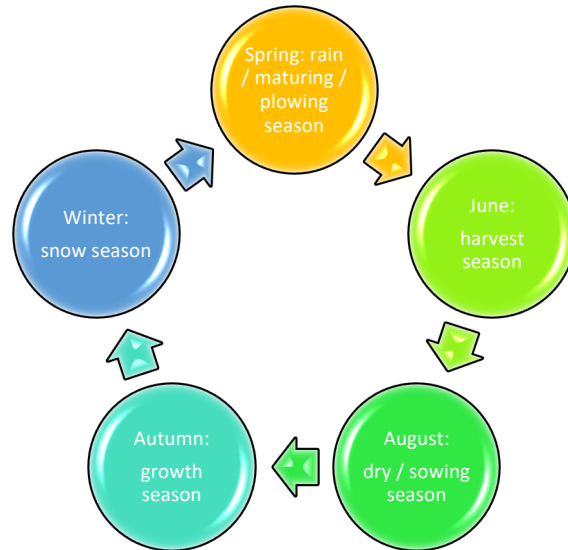 Spring: rain
/ maturing /
plowing
season
June:
harvest
season
August:
dry / sowing
season
Autumn:
growth
season
Winter:
snow season